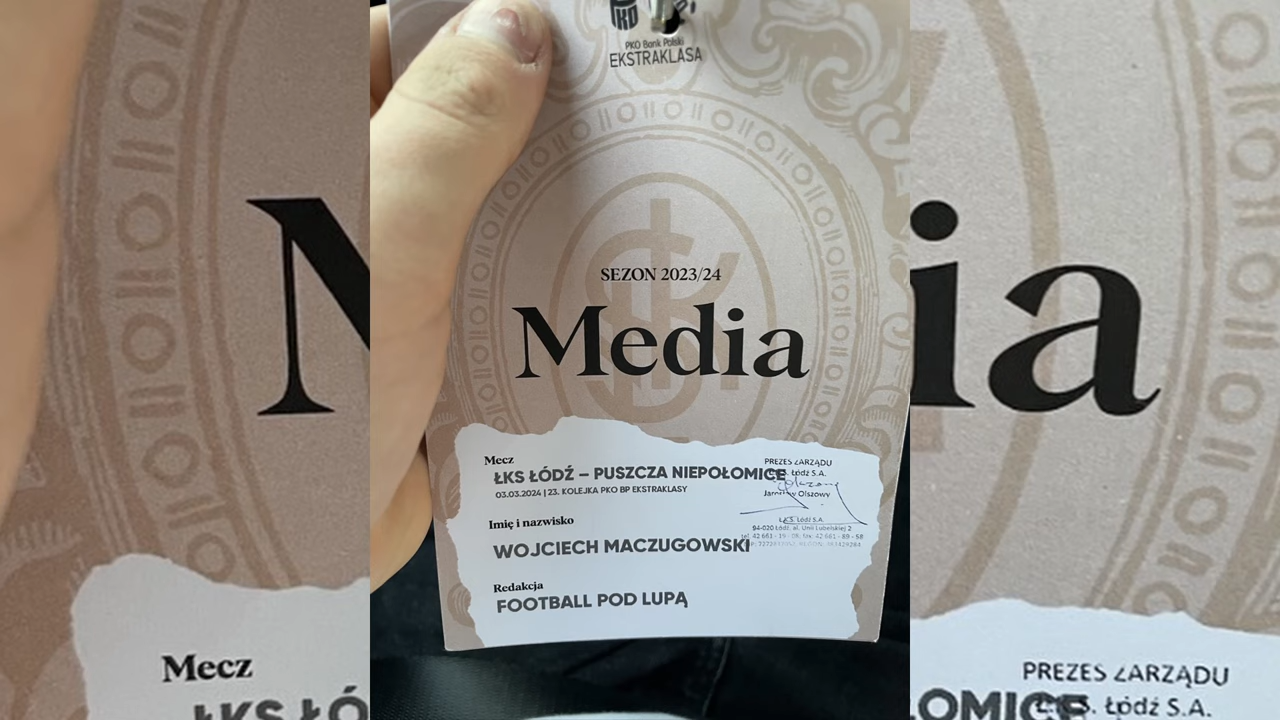 PKO Bank Polski
EKSTRAKLASA
SEZON 2023/24
Media
Mecz
ŁKS ŁÓDŹ – PUSZCZA NIEPOŁOMICE
03.03.2024 | 23. KOLEJKA PKO BP EKSTRAKLASY
Imię i nazwisko
WOJCIECH MACZUGOWSKI
Redakcja
FOOTBALL POD LUPĄ
PREZES ZARZĄDU
Łódź S.A.
Jarosław Olszowy
Ł.K.S. Łódź S.A.
94-020 Łódź, al. Unii Lubelskiej 2
tel. 42 661 - 19 - 08, fax: 42 661 - 89 - 58
ia
Mecz
ŁKS ŁÓ
PREZES ZARZĄDU
OMICE S. Łódź S.A.